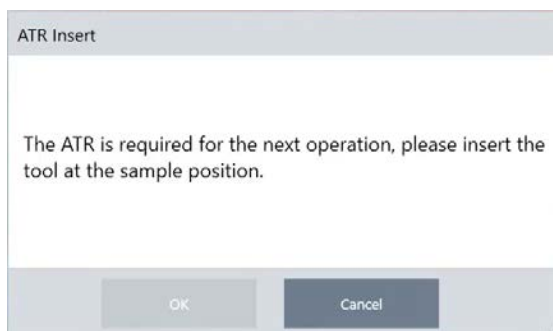 ATR Insert
The ATR is required for the next operation, please insert the
tool at the sample position.
OK
Cancel